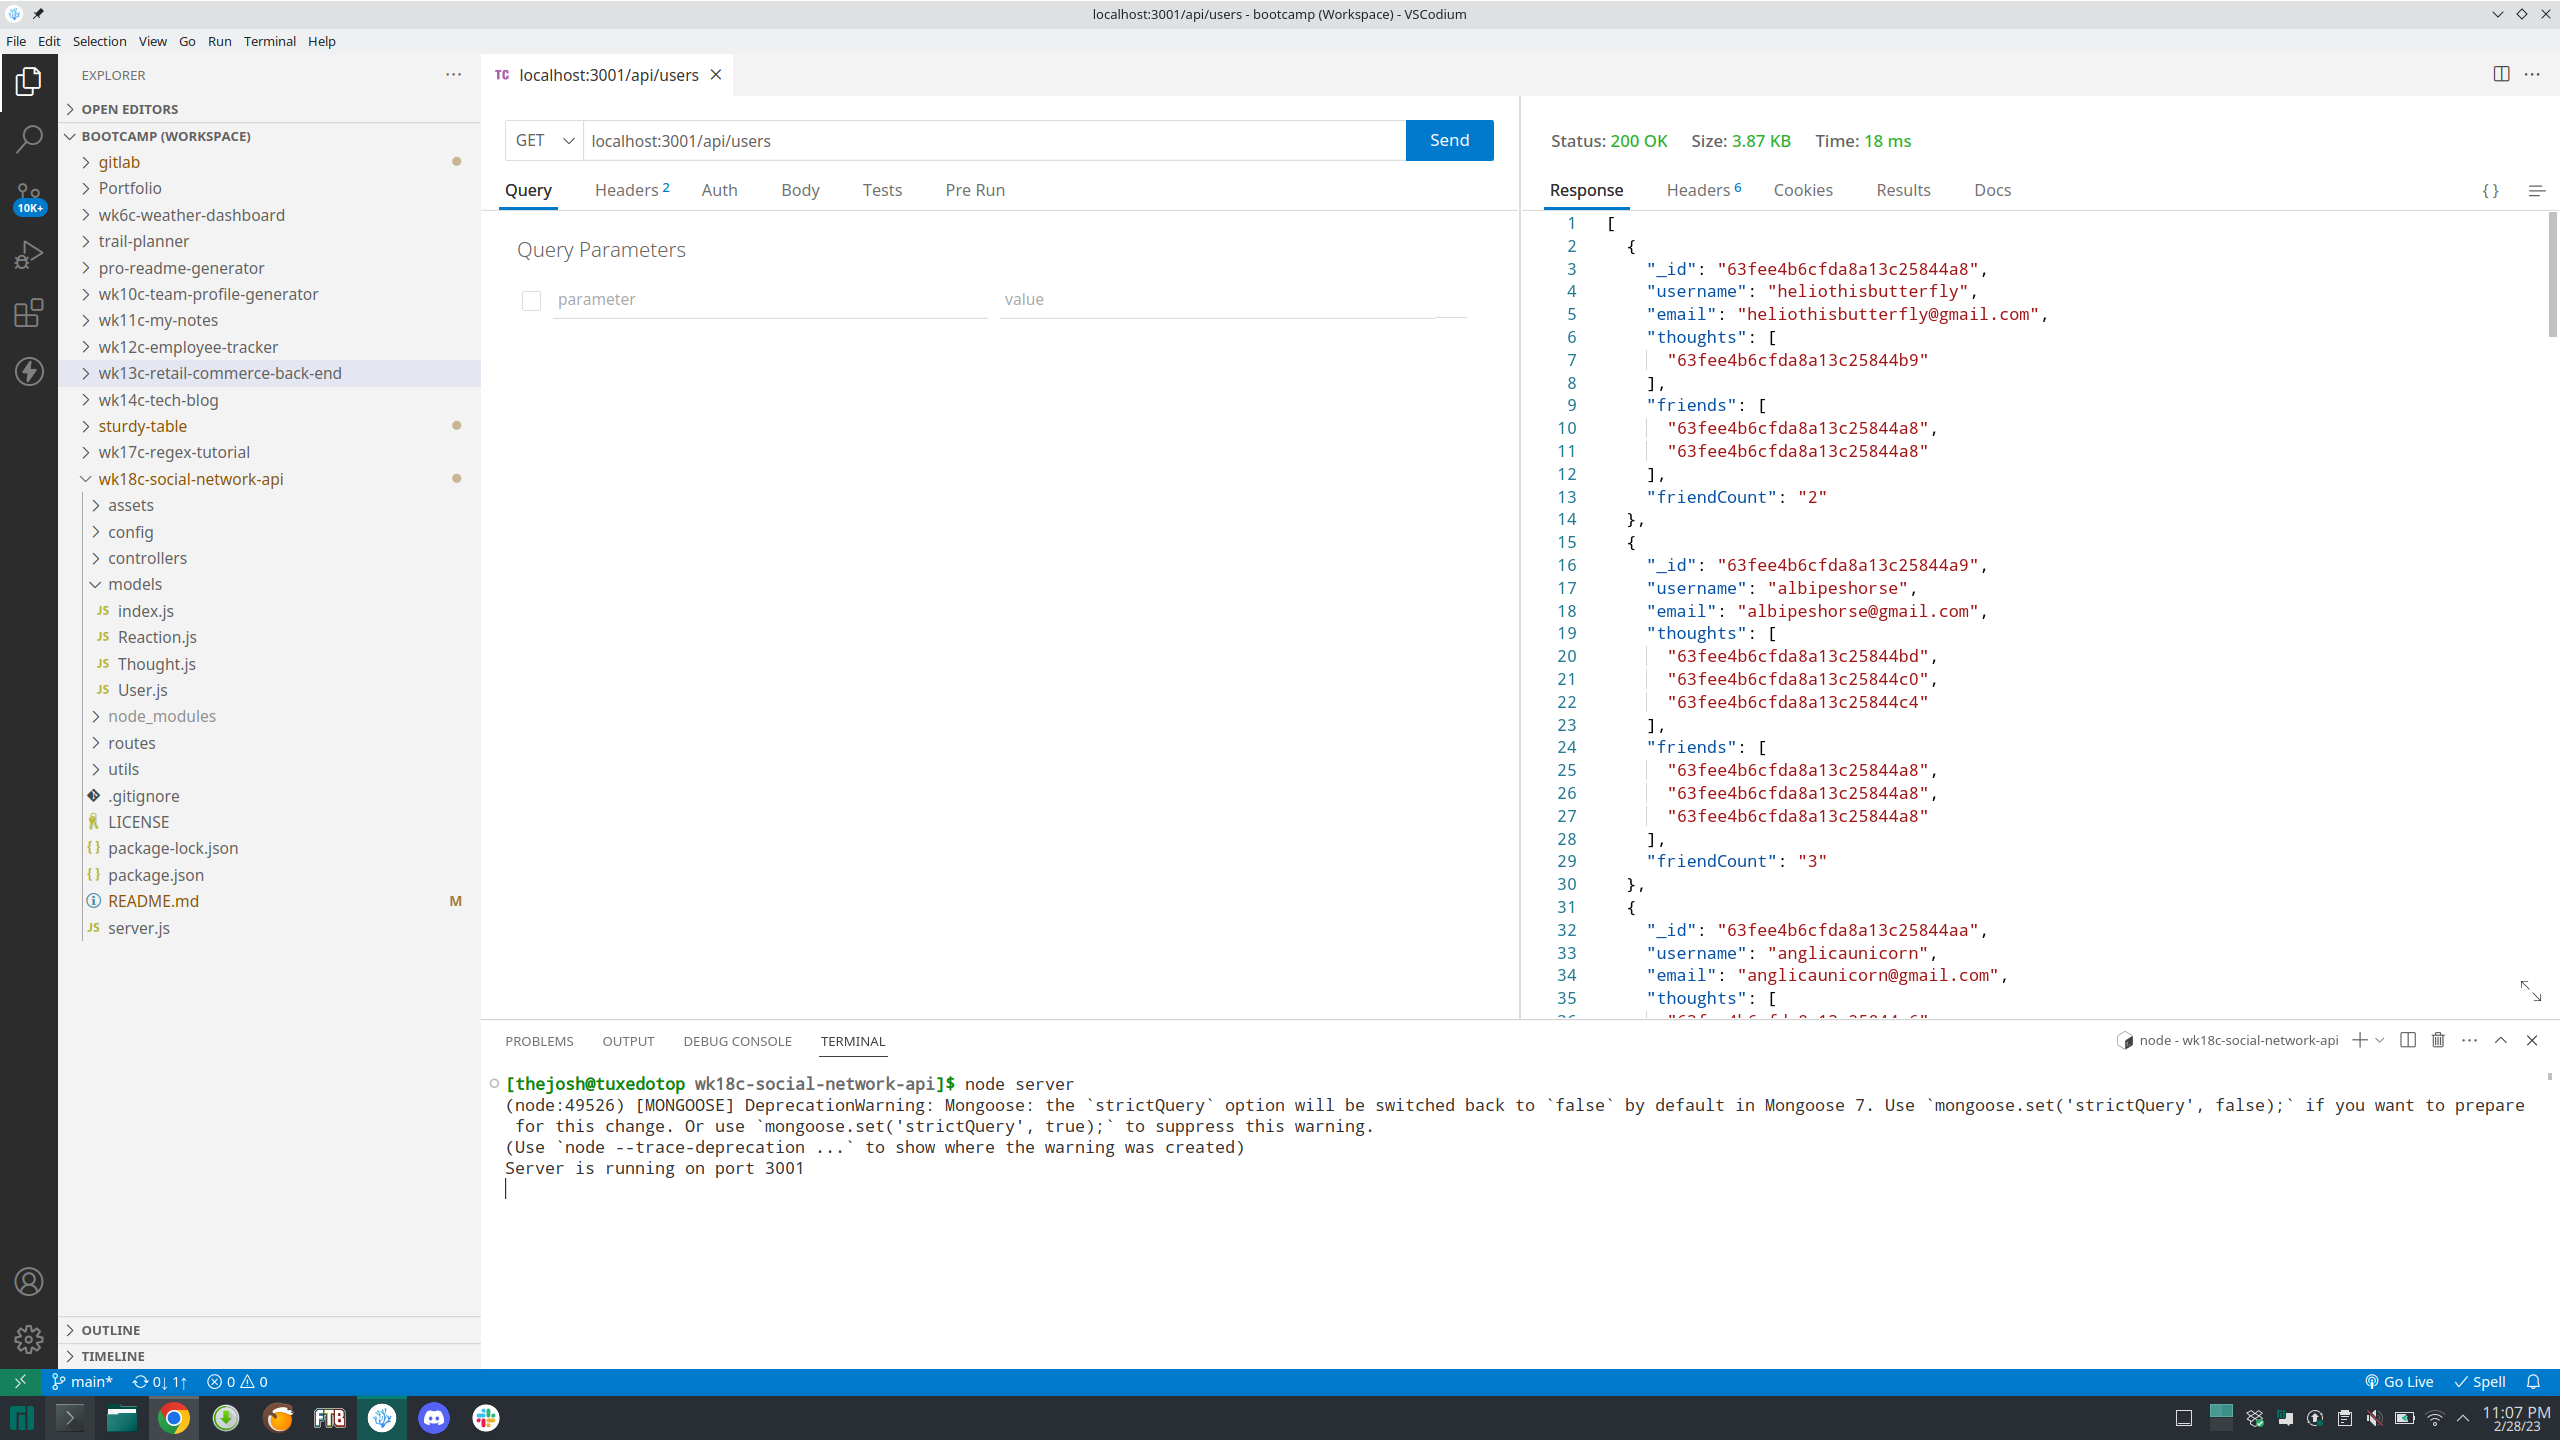 localhost:3001/api/users - bootcamp (Workspace) - VSCodium
File Edit Selection View Go Run Terminal Help
EXPLORER
OPEN EDITORS
BOOTCAMP (WORKSPACE)
gitlab
Portfolio
wk6c-weather-dashboard
trail-planner
pro-readme-generator
wk10c-team-profile-generator
wk11c-my-notes
wk12c-employee-tracker
wk13c-retail-commerce-back-end
wk14c-tech-blog
sturdy-table
wk17c-regex-tutorial
wk18c-social-network-api
assets
config
controllers
models
JS index.js
JS Reaction.js
JS Thought.js
JS User.js
node_modules
routes
utils
.gitignore
LICENSE
{} package-lock.json
{} package.json
README.md M
JS server.js
OUTLINE
TIMELINE
10K+
TC localhost:3001/api/users
GET localhost:3001/api/users Send
Query Headers 2 Auth Body Tests Pre Run
Query Parameters
parameter value
Status: 200 OK Size: 3.87 KB Time: 18 ms
Response Headers 6 Cookies Results Docs {}
1 [
2 {
3 "_id": "63fee4b6cfda8a13c25844a8",
4 "username": "heliothisbutterfly",
5 "email": "heliothisbutterfly@gmail.com",
6 "thoughts": [
7 "63fee4b6cfda8a13c25844b9"
8 ],
9 "friends": [
10 "63fee4b6cfda8a13c25844a8",
11 "63fee4b6cfda8a13c25844a8"
12 ],
13 "friendCount": "2"
14 },
15 {
16 "_id": "63fee4b6cfda8a13c25844a9",
17 "username": "albipeshorse",
18 "email": "albipeshorse@gmail.com",
19 "thoughts": [
20 "63fee4b6cfda8a13c25844bd",
21 "63fee4b6cfda8a13c25844c0",
22 "63fee4b6cfda8a13c25844c4"
23 ],
24 "friends": [
25 "63fee4b6cfda8a13c25844a8",
26 "63fee4b6cfda8a13c25844a8",
27 "63fee4b6cfda8a13c25844a8"
28 ],
29 "friendCount": "3"
30 },
31 {
32 "_id": "63fee4b6cfda8a13c25844aa",
33 "username": "anglicaunicorn",
34 "email": "anglicaunicorn@gmail.com",
35 "thoughts": [
PROBLEMS OUTPUT DEBUG CONSOLE TERMINAL
node - wk18c-social-network-api
[thejosh@tuxedotop wk18c-social-network-api]$ node server
(node:49526) [MONGOOSE] DeprecationWarning: Mongoose: the `strictQuery` option will be switched back to `false` by default in Mongoose 7. Use `mongoose.set('strictQuery', false);` if you want to prepare
for this change. Or use `mongoose.set('strictQuery', true);` to suppress this warning.
(Use `node --trace-deprecation ...` to show where the warning was created)
Server is running on port 3001
main* 0↓ 1↑ 0 0
Go Live Spell
FTB
11:07 PM
2/28/23